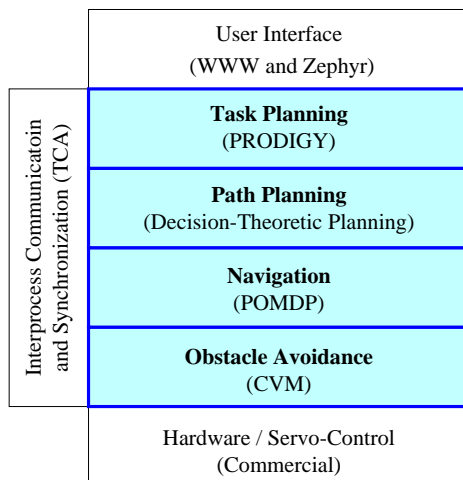 User Interface
(WWW and Zephyr)
Interprocess Communicatoin
and Synchronization (TCA)
Task Planning
(PRODIGY)
Path Planning
(Decision-Theoretic Planning)
Navigation
(POMDP)
Obstacle Avoidance
(CVM)
Hardware / Servo-Control
(Commercial)